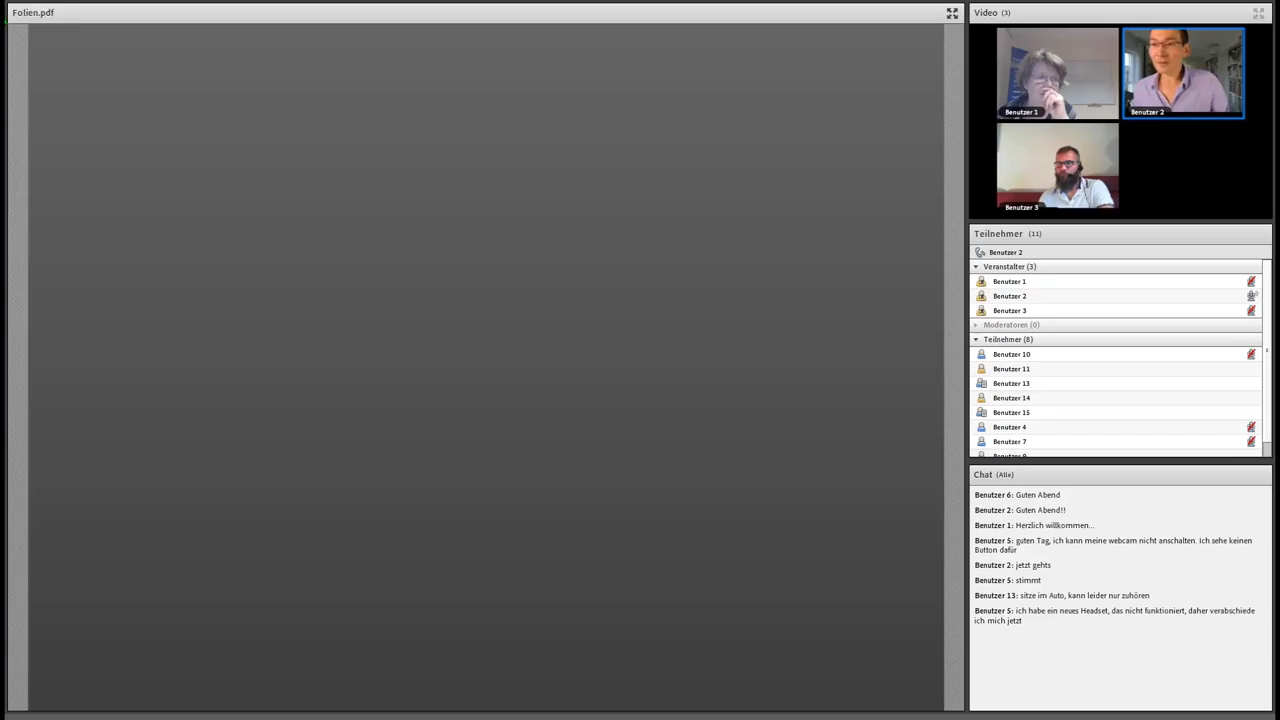 Folien.pdf
Video (3)
Benutzer 1
Benutzer 2
Benutzer 3
Teilnehmer (11)
Benutzer 2
Veranstalter (3)
Benutzer 1
Benutzer 2
Benutzer 3
Moderatoren (0)
Teilnehmer (8)
Benutzer 10
Benutzer 11
Benutzer 13
Benutzer 14
Benutzer 15
Benutzer 4
Benutzer 7
Chat (Alle)
Benutzer 6: Guten Abend
Benutzer 2: Guten Abend!!
Benutzer 1: Herzlich willkommen...
Benutzer 5: guten Tag, ich kann meine webcam nicht anschalten. Ich sehe keinen
Button dafür
Benutzer 2: jetzt gehts
Benutzer 5: stimmt
Benutzer 13: sitze im Auto, kann leider nur zuhören
Benutzer 5: ich habe ein neues Headset, das nicht funktioniert, daher verabschiede
ich mich jetzt